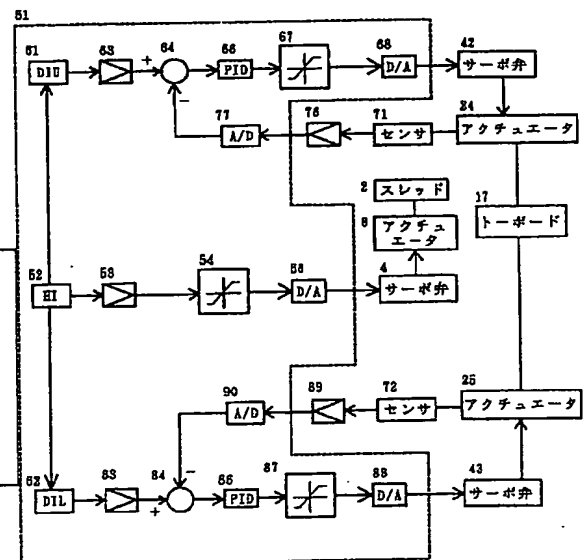 51
61
DIU
63
+
64
-
66
PID
67
68
D/A
42
サーボ弁
77
A/D
76
71
センサ
24
アクチュエータ
2
スレッド
6
アクチュ
エータ
17
トーボード
52
HI
53
54
56
D/A
4
サーボ弁
90
A/D
89
72
センサ
25
アクチュエータ
62
DIL
83
+
84
-
86
PID
87
88
D/A
43
サーボ弁